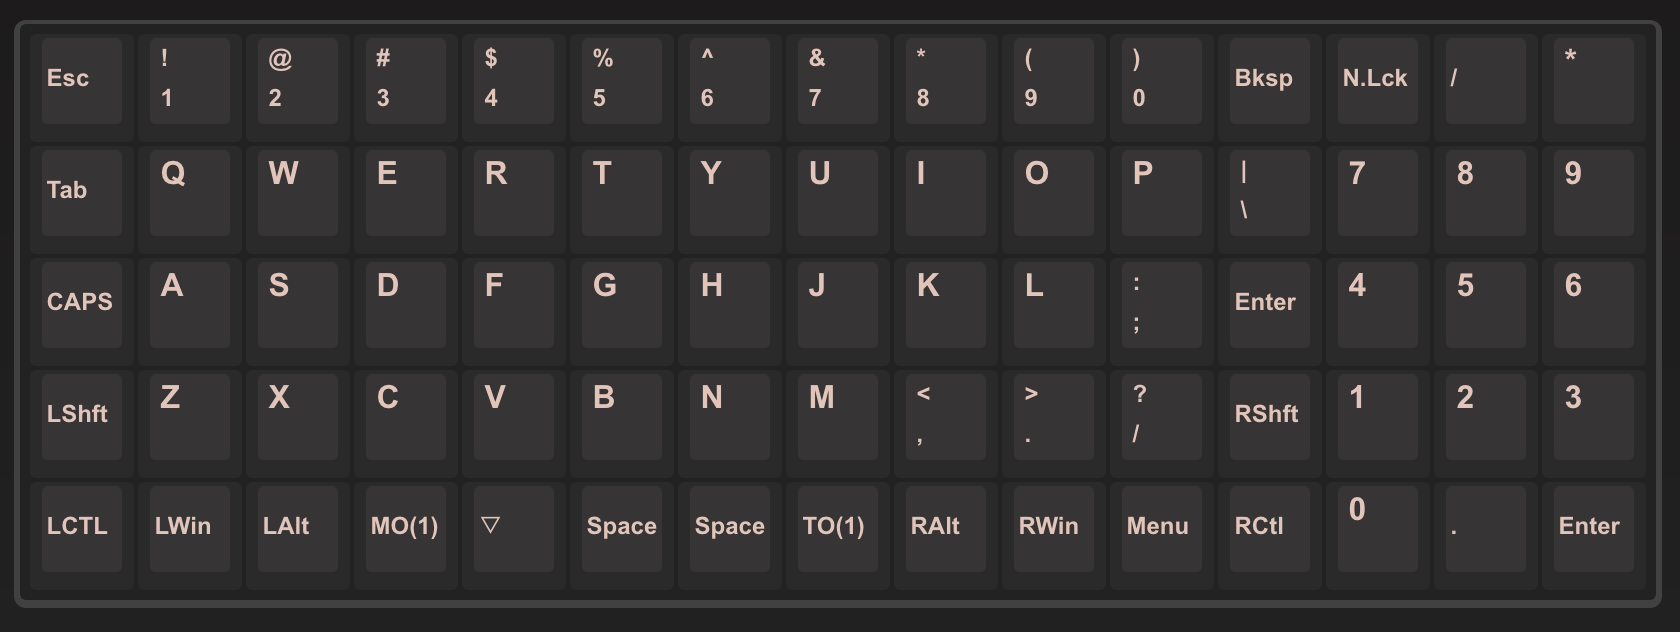 Esc ! @ # $ % ^ & * ( ) Bksp N.Lck / *
1 2 3 4 5 6 7 8 9 0
Tab Q W E R T Y U I O P | 7 8 9
\
CAPS A S D F G H J K L : Enter 4 5 6
;
LShft Z X C V B N M < > ? RShft 1 2 3
, . /
LCTL LWin LAlt MO(1) ▽ Space Space TO(1) RAlt RWin Menu RCtl 0 . Enter